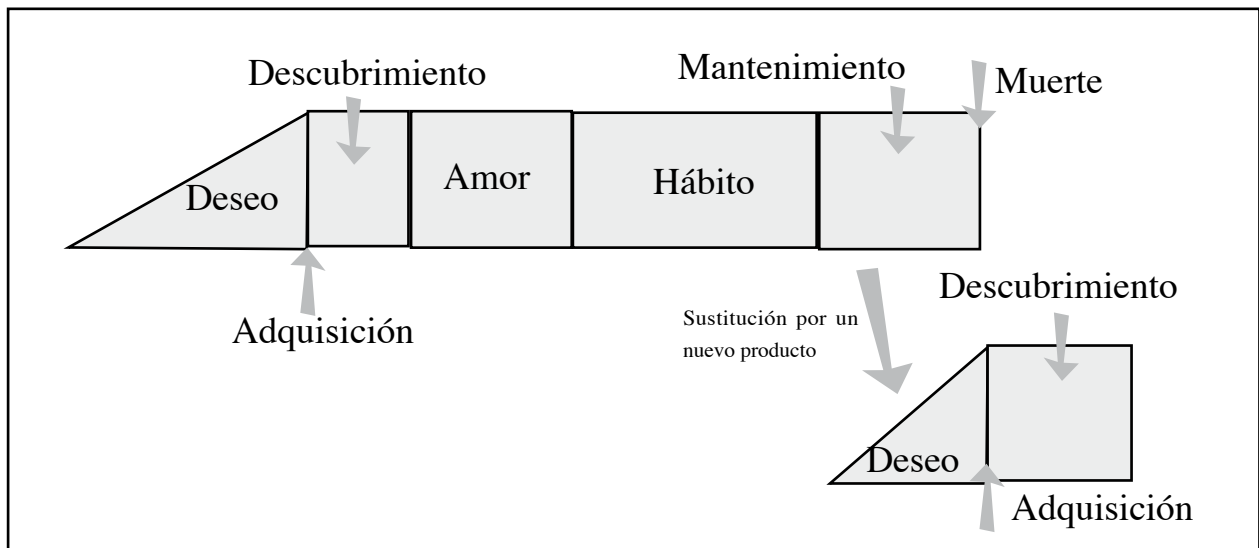 Descubrimiento
Mantenimiento
Muerte
Deseo
Amor
Hábito
Adquisición
Sustitución por un
nuevo producto
Descubrimiento
Deseo
Adquisición